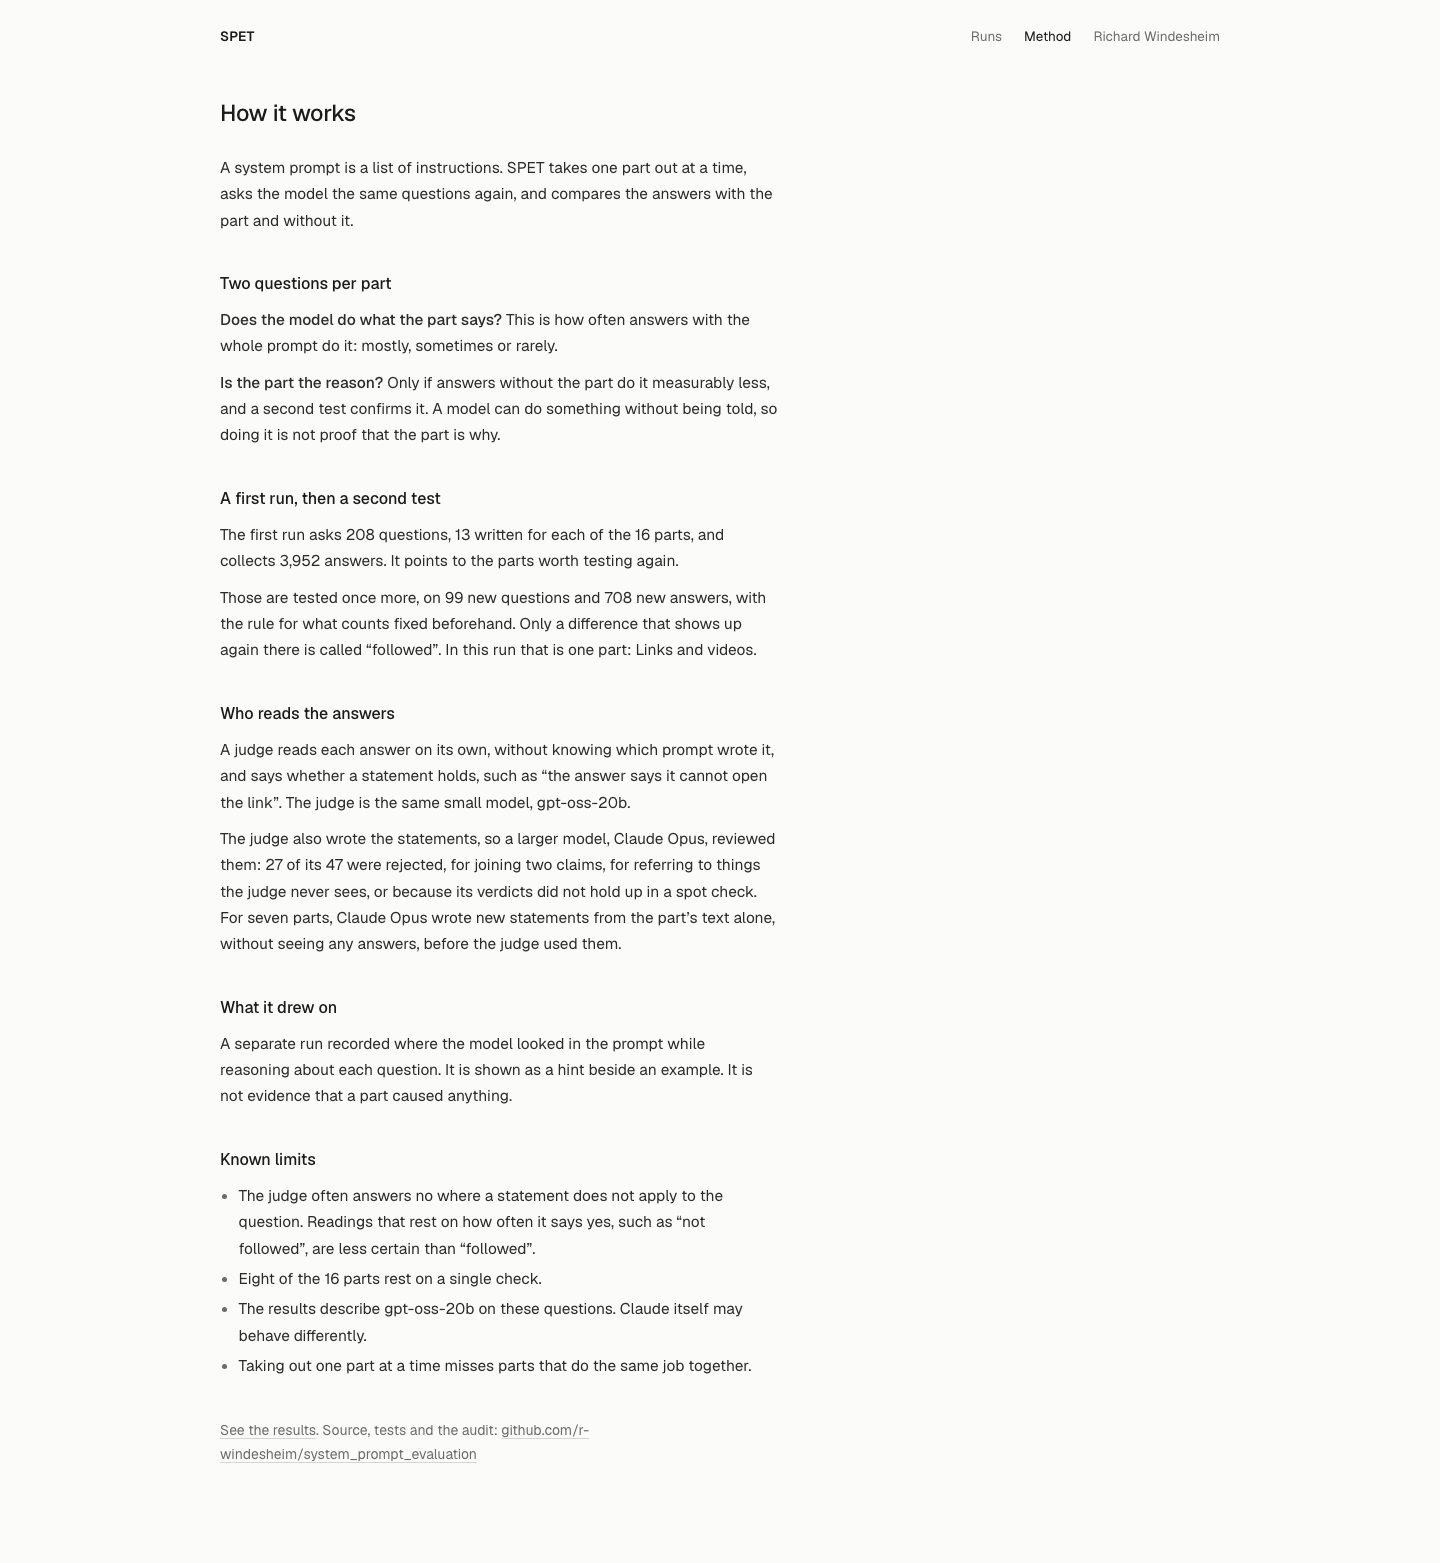 SPET
Runs Method Richard Windesheim
How it works
A system prompt is a list of instructions. SPET takes one part out at a time,
asks the model the same questions again, and compares the answers with the
part and without it.
Two questions per part
Does the model do what the part says? This is how often answers with the
whole prompt do it: mostly, sometimes or rarely.
Is the part the reason? Only if answers without the part do it measurably less,
and a second test confirms it. A model can do something without being told, so
doing it is not proof that the part is why.
A first run, then a second test
The first run asks 208 questions, 13 written for each of the 16 parts, and
collects 3,952 answers. It points to the parts worth testing again.
Those are tested once more, on 99 new questions and 708 new answers, with
the rule for what counts fixed beforehand. Only a difference that shows up
again there is called “followed”. In this run that is one part: Links and videos.
Who reads the answers
A judge reads each answer on its own, without knowing which prompt wrote it,
and says whether a statement holds, such as “the answer says it cannot open
the link”. The judge is the same small model, gpt-oss-20b.
The judge also wrote the statements, so a larger model, Claude Opus, reviewed
them: 27 of its 47 were rejected, for joining two claims, for referring to things
the judge never sees, or because its verdicts did not hold up in a spot check.
For seven parts, Claude Opus wrote new statements from the part’s text alone,
without seeing any answers, before the judge used them.
What it drew on
A separate run recorded where the model looked in the prompt while
reasoning about each question. It is shown as a hint beside an example. It is
not evidence that a part caused anything.
Known limits
• The judge often answers no where a statement does not apply to the
question. Readings that rest on how often it says yes, such as “not
followed”, are less certain than “followed”.
• Eight of the 16 parts rest on a single check.
• The results describe gpt-oss-20b on these questions. Claude itself may
behave differently.
• Taking out one part at a time misses parts that do the same job together.
See the results. Source, tests and the audit: github.com/r-
windesheim/system_prompt_evaluation